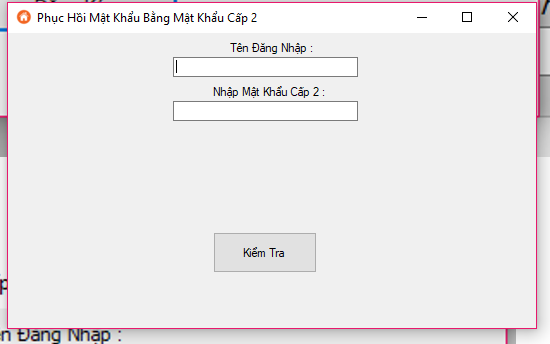 Phục Hồi Mật Khẩu Bằng Mật Khẩu Cấp 2
Tên Đăng Nhập :
Nhập Mật Khẩu Cấp 2 :
Kiểm Tra
Đăng Nhập :